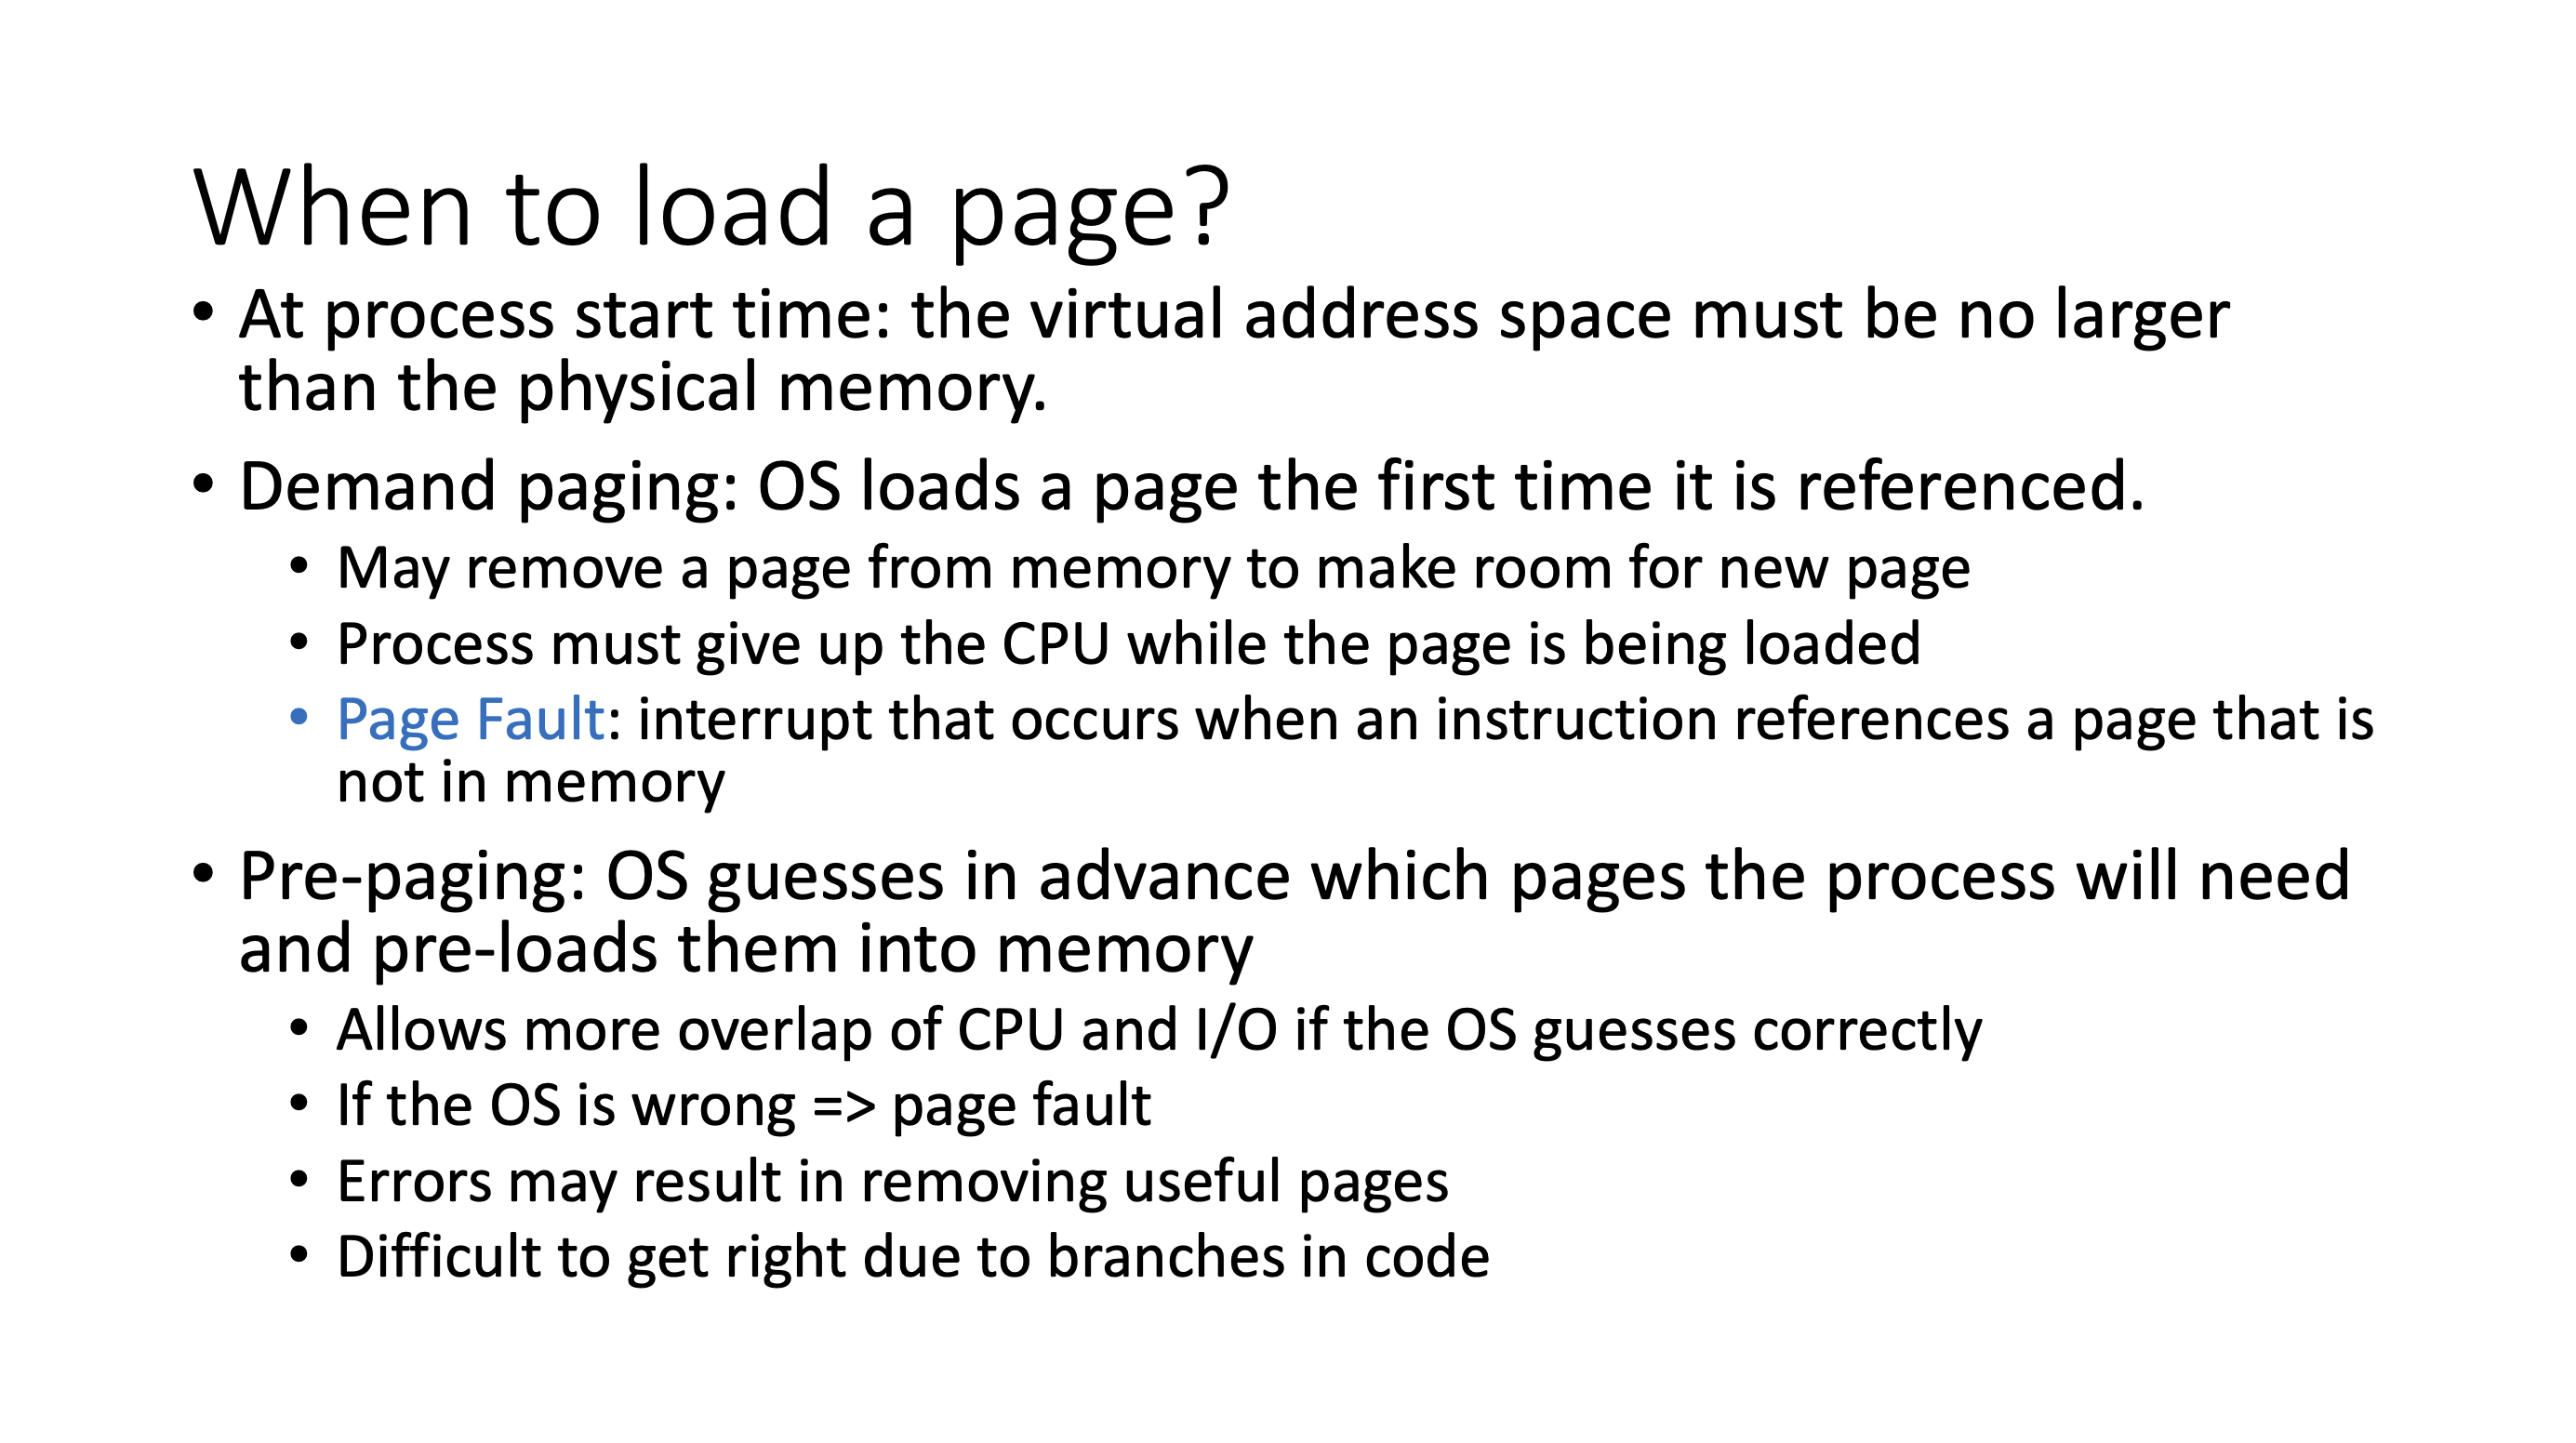 When to load a page?
• At process start time: the virtual address space must be no larger
than the physical memory.
• Demand paging: OS loads a page the first time it is referenced.
• May remove a page from memory to make room for new page
• Process must give up the CPU while the page is being loaded
• Page Fault: interrupt that occurs when an instruction references a page that is
not in memory
• Pre-paging: OS guesses in advance which pages the process will need
and pre-loads them into memory
• Allows more overlap of CPU and I/O if the OS guesses correctly
• If the OS is wrong => page fault
• Errors may result in removing useful pages
• Difficult to get right due to branches in code